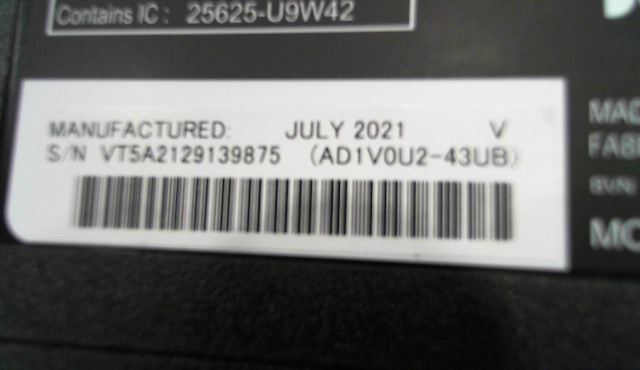 Contains IC: 25625-U9W42
MANUFACTURED: JULY 2021 V
S/N VT5A2129139875 (AD1V0U2-43UB)